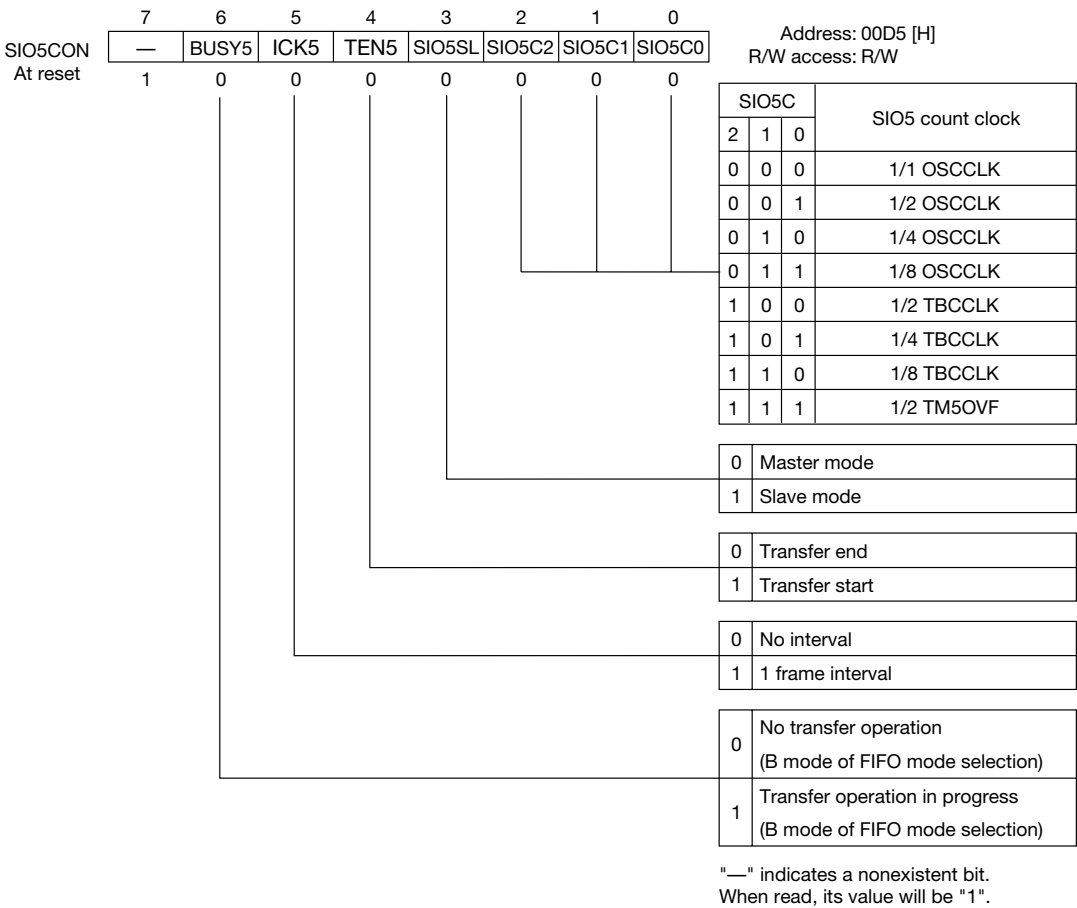 7 6 5 4 3 2 1 0
SIO5CON — BUSY5 ICK5 TEN5 SIO5SL SIO5C2 SIO5C1 SIO5C0
At reset 1 0 0 0 0 0 0 0
Address: 00D5 [H]
R/W access: R/W
SIO5C SIO5 count clock
2 1 0
0 0 0 1/1 OSCCLK
0 0 1 1/2 OSCCLK
0 1 0 1/4 OSCCLK
0 1 1 1/8 OSCCLK
1 0 0 1/2 TBCCLK
1 0 1 1/4 TBCCLK
1 1 0 1/8 TBCCLK
1 1 1 1/2 TM5OVF
0 Master mode
1 Slave mode
0 Transfer end
1 Transfer start
0 No interval
1 1 frame interval
0 No transfer operation
(B mode of FIFO mode selection)
1 Transfer operation in progress
(B mode of FIFO mode selection)
"—" indicates a nonexistent bit.
When read, its value will be "1".